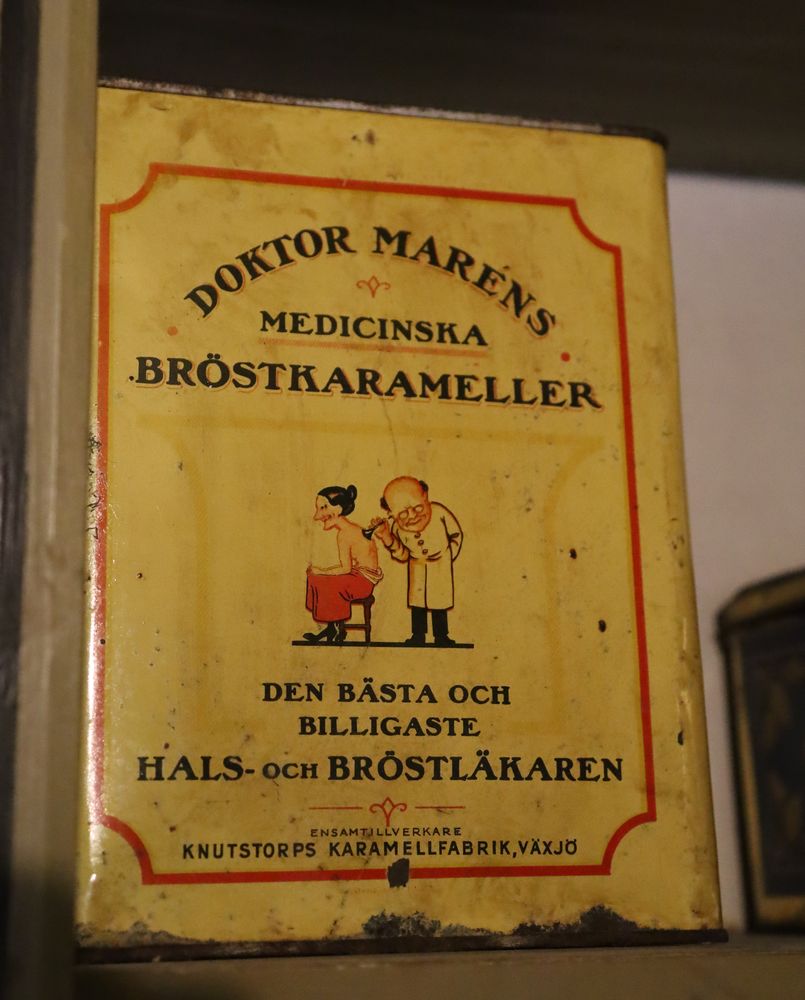 DOKTOR MARENS
MEDICINSKA
BRÖSTKARAMELLER
DEN BÄSTA OCH
BILLIGASTE
HALS- OCH BRÖSTLÄKAREN
ENSAMTILLVERKARE
KNUTSTORPS KARAMELLFABRIK, VÄXJÖ